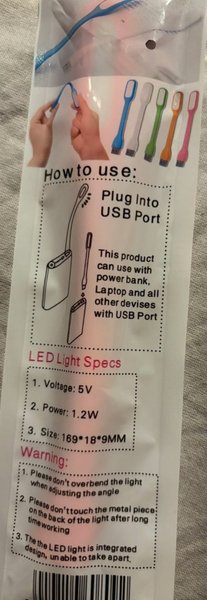 How to use:
Plug Into
USB Port
This product
can use with
power bank,
Laptop and all
other devises
with USB Port
LED Light Specs
1. Voltage: 5V
2. Power: 1.2W
3. Size: 169*18*9MM
Warning:
1. Please don't overbend the light
when adjusting the angle
2. Please don't touch the metal piece
on the back of the light after long
time working
3. The the LED light is integrated
design, unable to take apart.